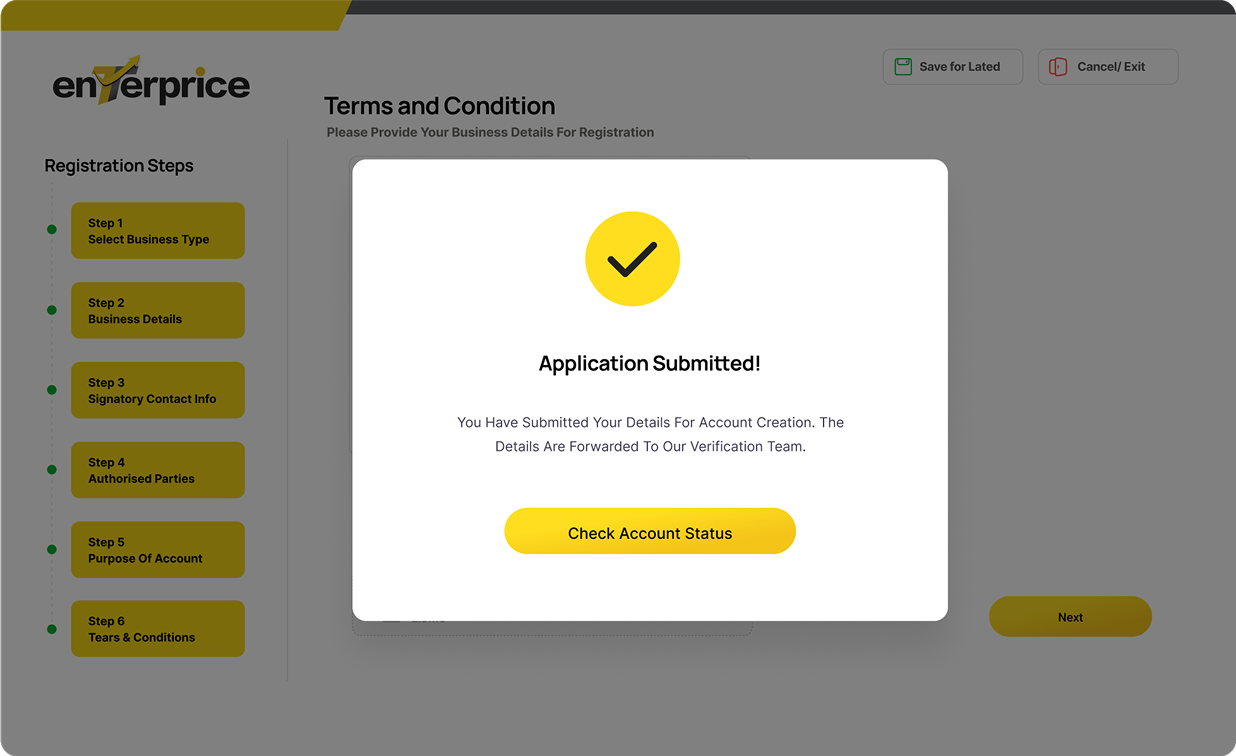 enterprice
Save for Lated
Cancel/ Exit
Terms and Condition
Please Provide Your Business Details For Registration
Registration Steps
Step 1
Select Business Type
Step 2
Business Details
Step 3
Signatory Contact Info
Step 4
Authorised Parties
Step 5
Purpose Of Account
Step 6
Tears & Conditions
Application Submitted!
You Have Submitted Your Details For Account Creation. The
Details Are Forwarded To Our Verification Team.
Check Account Status
Next